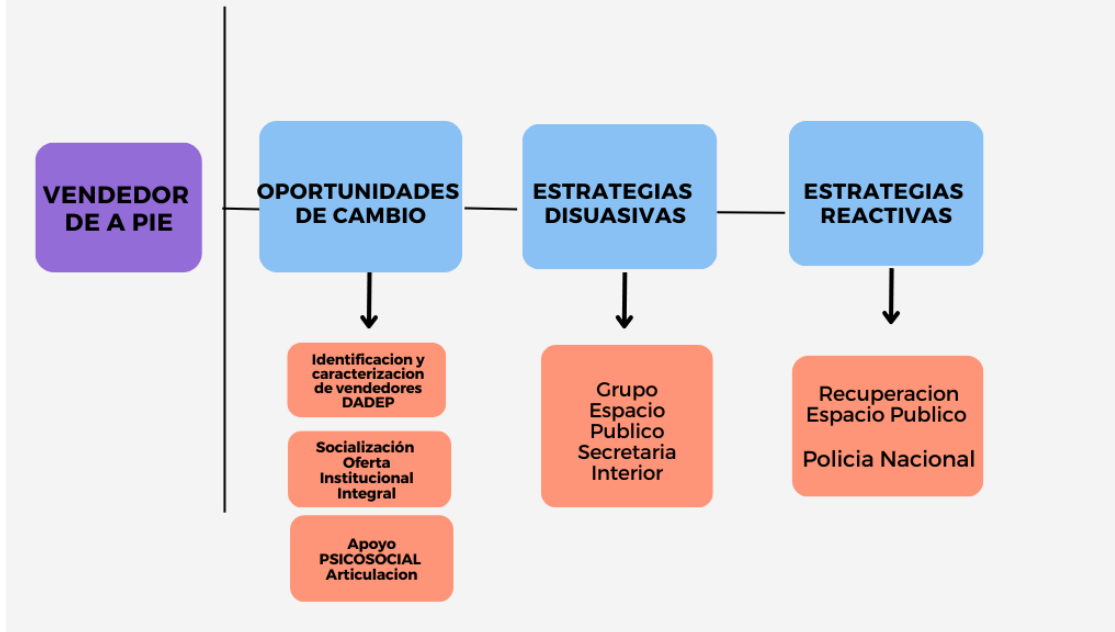 VENDEDOR
DE A PIE
OPORTUNIDADES
DE CAMBIO
ESTRATEGIAS
DISUASIVAS
ESTRATEGIAS
REACTIVAS
Identificacion y
caracterizacion
de vendedores
DADEP
Socialización
Oferta
Institucional
Integral
Apoyo
PSICOSOCIAL
Articulacion
Grupo
Espacio
Publico
Secretaria
Interior
Recuperacion
Espacio Publico
Policia Nacional